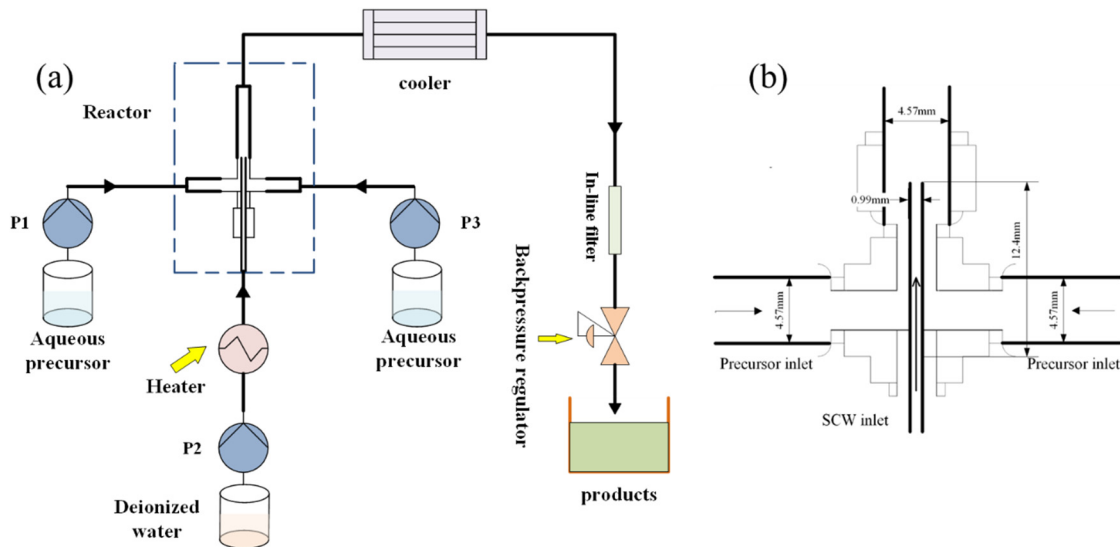 (a)
Reactor
cooler
P1
P3
Aqueous
precursor
Aqueous
precursor
Heater
P2
Deionized
water
In-line filter
Backpressure regulator
products
(b)
4.57mm
0.99mm
12.4mm
4.57mm
4.57mm
Precursor inlet
Precursor inlet
SCW inlet